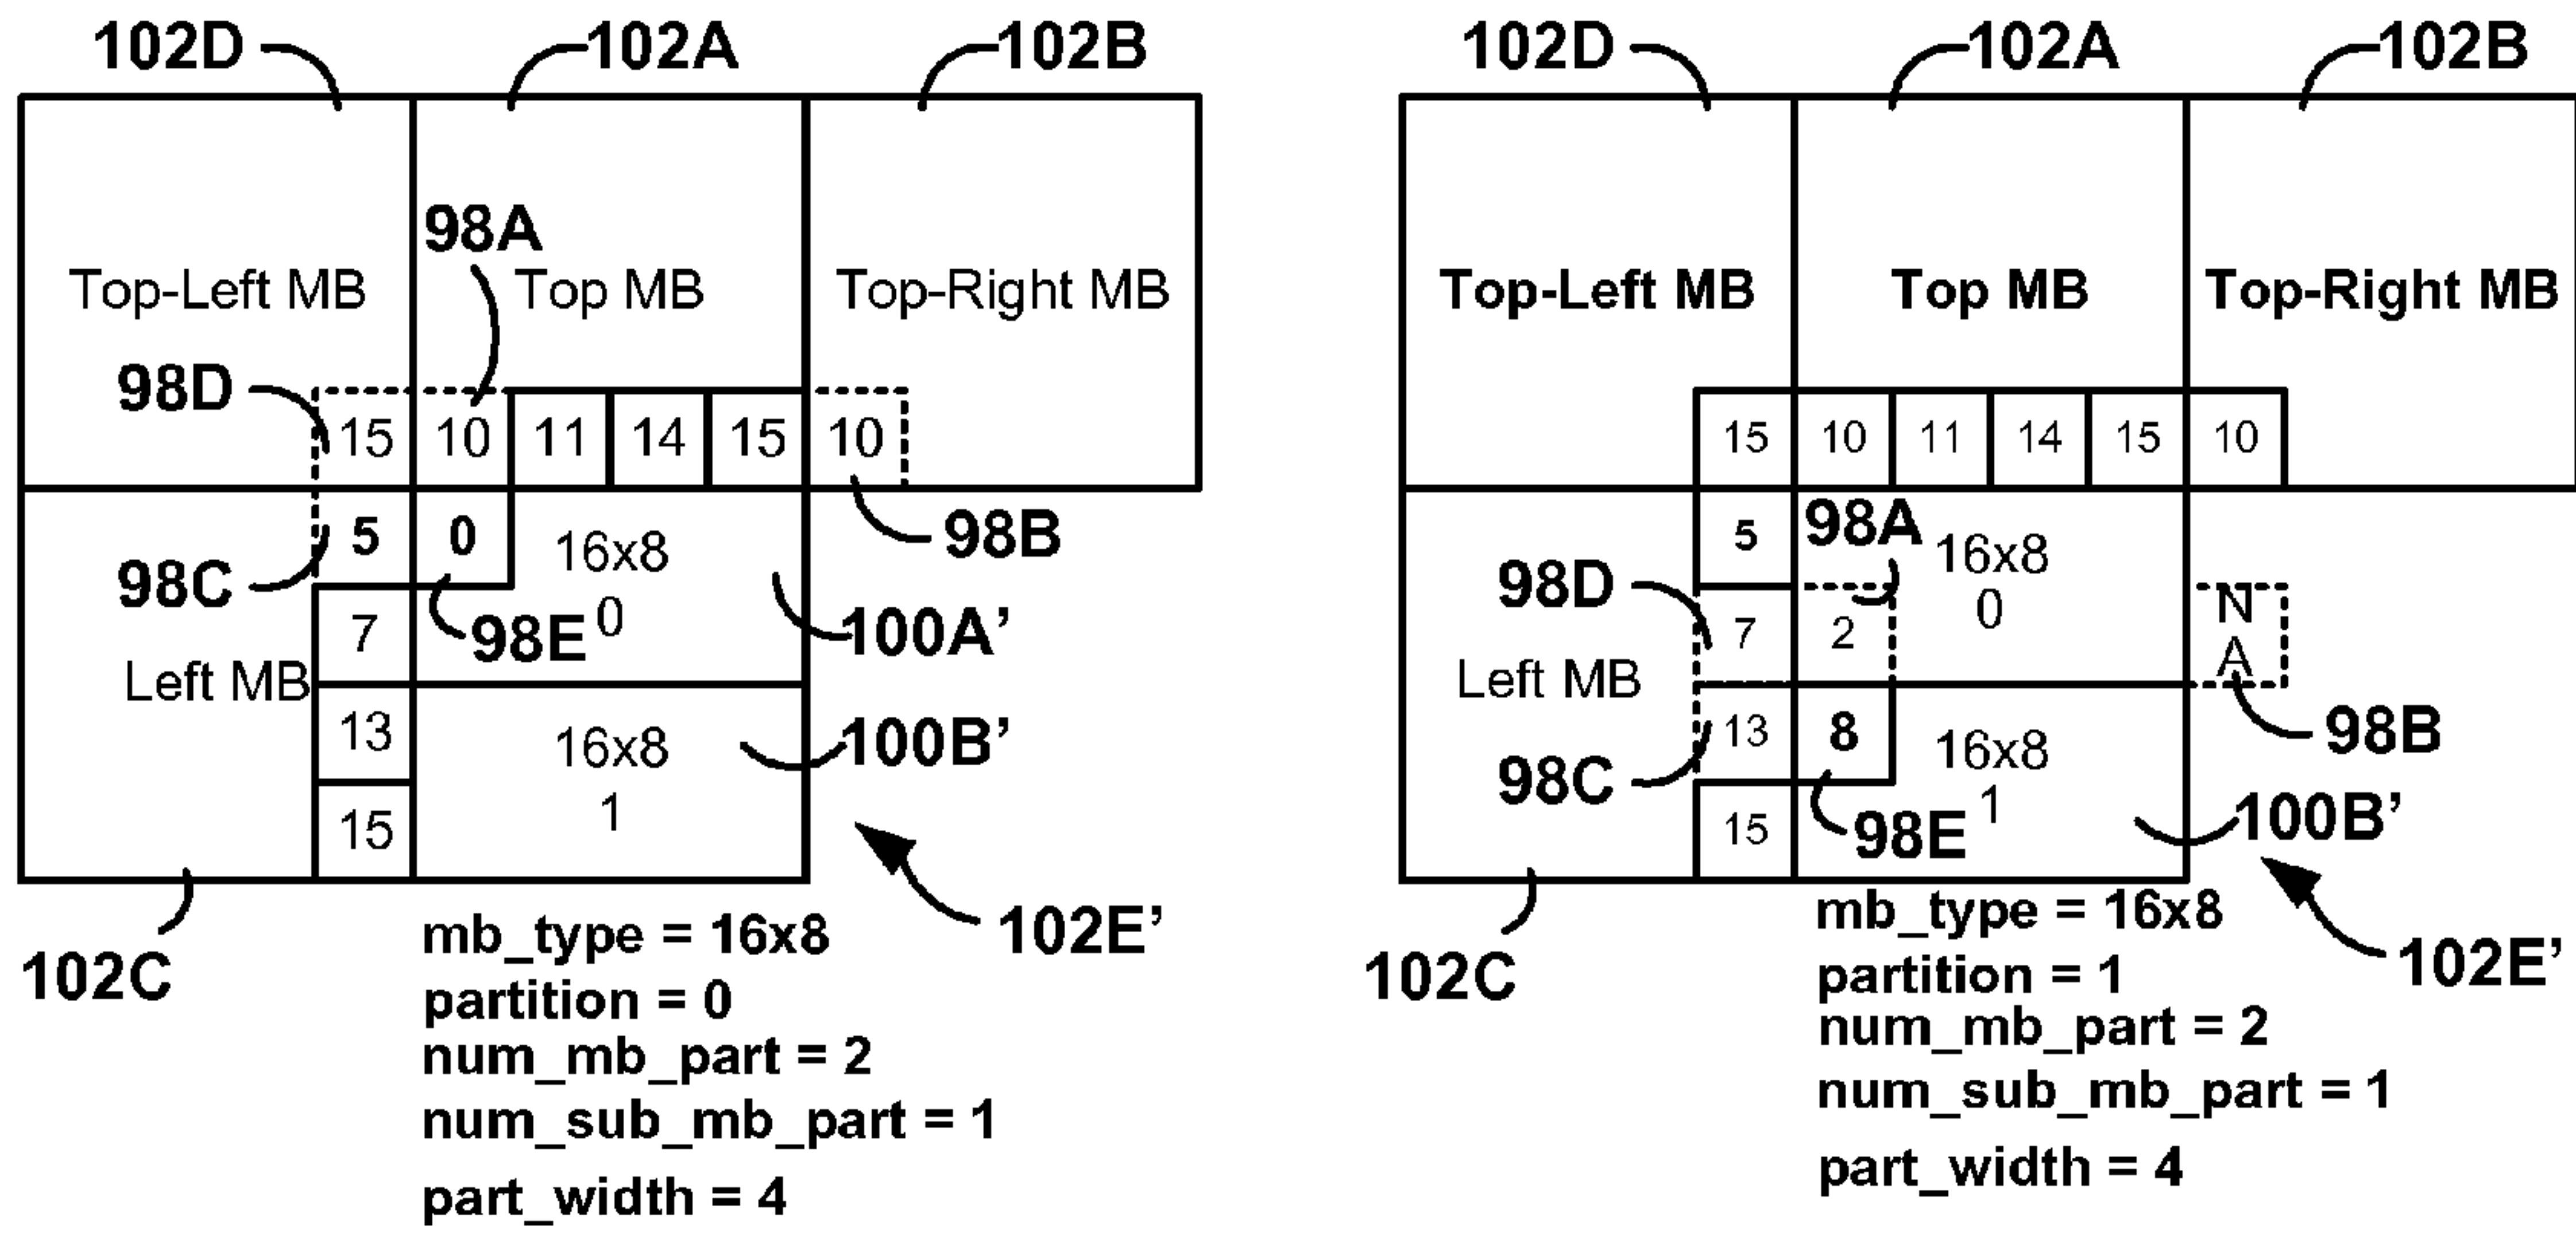 102D 102A 102B
98A
Top-Left MB Top MB Top-Right MB
98D
15 10 11 14 15 10
5 0 16x8
98B
98C
7 98E 0 100A’
Left MB
13 16x8 100B’
15 1
102C
102E’
mb_type = 16x8
partition = 0
num_mb_part = 2
num_sub_mb_part = 1
part_width = 4
102D 102A 102B
Top-Left MB Top MB Top-Right MB
15 10 11 14 15 10
5 98A 16x8
98D 0 N
7 2 A
Left MB
13 8 16x8 98B
98C
1
15 98E 100B’
102C
102E’
mb_type = 16x8
partition = 1
num_mb_part = 2
num_sub_mb_part = 1
part_width = 4